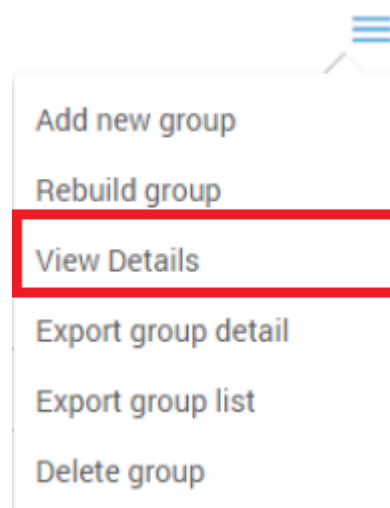 Add new group
Rebuild group
View Details
Export group detail
Export group list
Delete group